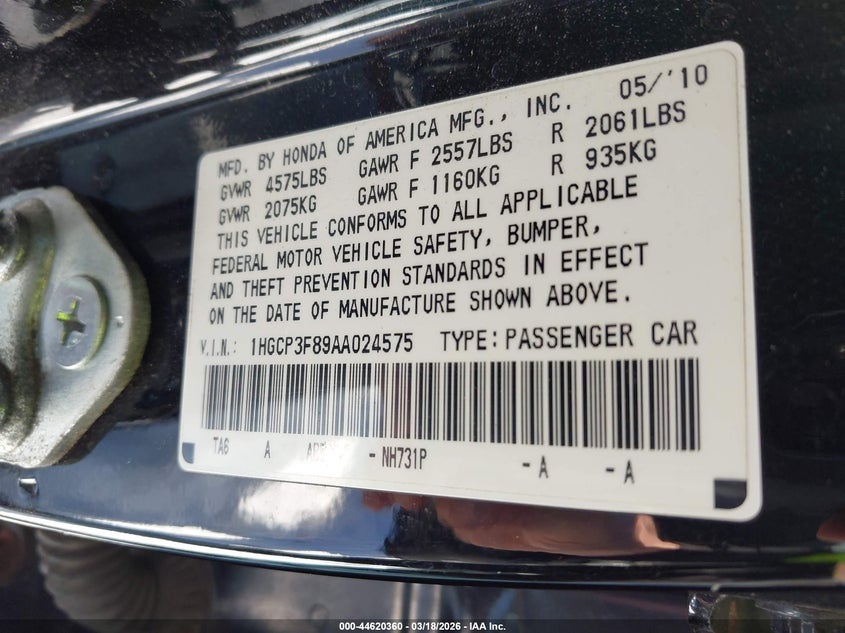 05/'10
MFD. BY HONDA OF AMERICA MFG., INC.
GVWR 4575LBS GAWR F 2557LBS R 2061LBS
GVWR 2075KG GAWR F 1160KG R 935KG
THIS VEHICLE CONFORMS TO ALL APPLICABLE
FEDERAL MOTOR VEHICLE SAFETY, BUMPER,
AND THEFT PREVENTION STANDARDS IN EFFECT
ON THE DATE OF MANUFACTURE SHOWN ABOVE.
V.I.N.: 1HGCP3F89AA024575 TYPE:PASSENGER CAR
TA6 A - NH731P - A - A
000-44620360 - 03/18/2026 - IAA Inc.